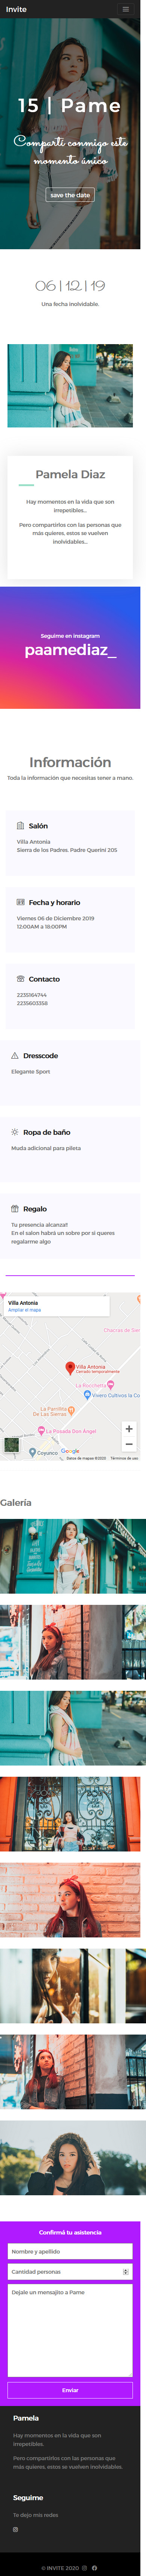 Invite
15 | Pame
Compartí conmigo este
momento único
save the date
06 | 12 | 19
Una fecha inolvidable.
Pamela Diaz
Hay momentos en la vida que son
irrepetibles...
Pero compartirlos con las personas que
más quieres, estos se vuelven
inolvidables...
Seguime en instagram
paamediaz_
Información
Toda la información que necesitas tener a mano.
Salón
Villa Antonia
Sierra de los Padres. Padre Querini 205
Fecha y horario
Viernes 06 de Diciembre 2019
12:00AM a 18:00PM
Contacto
2235164744
2235603358
Dresscode
Elegante Sport
Ropa de baño
Muda adicional para pileta
Regalo
Tu presencia alcanza!!
En el salon habrá un sobre por si queres
regalarme algo
Villa Antonia
Ampliar el mapa
Villa Antonia
Cerrado temporalmente
La Ranchetta
Vivero Cultivos la Co
La Parrillita
De Las Sierras
La Posada Don Ángel
Coyunco
Google
Datos de mapas ©2020
Términos de uso
Galería
Confirmá tu asistencia
Nombre y apellido
Cantidad personas
Dejale un mensajito a Pame
Enviar
Pamela
Hay momentos en la vida que son
irrepetibles.
Pero compartirlos con las personas que
más quieres, estos se vuelven inolvidables.
Seguime
Te dejo mis redes.
© INVITE 2020